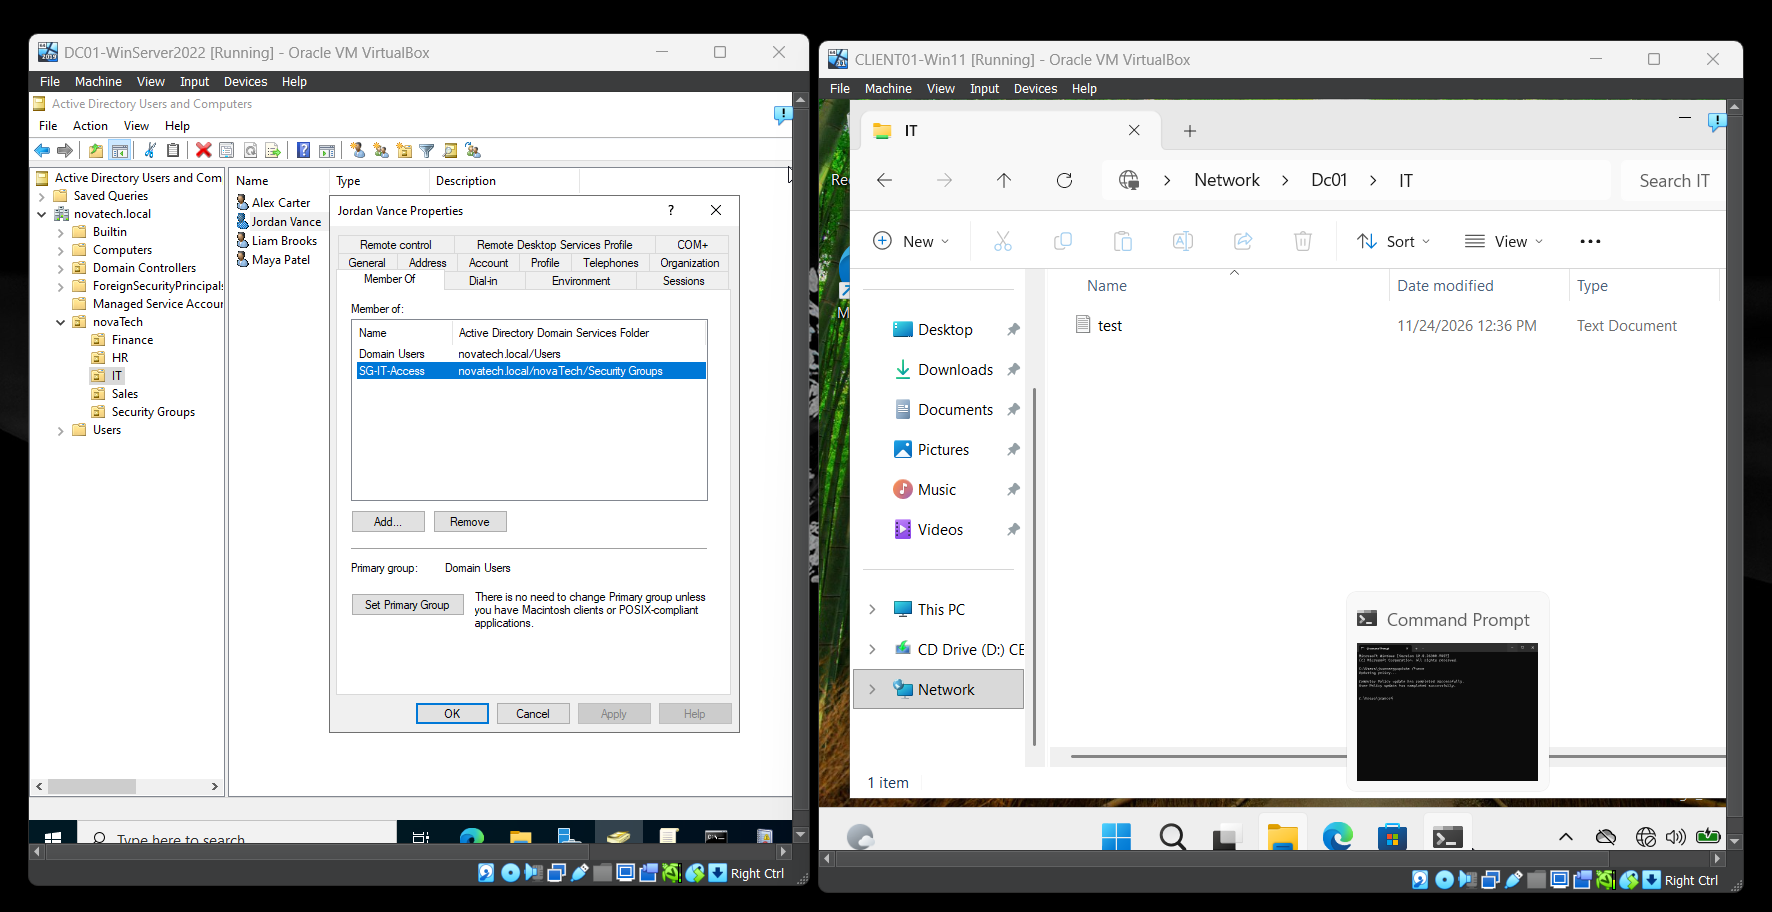 DC01-WinServer2022 [Running] - Oracle VM VirtualBox
File Machine View Input Devices Help
Active Directory Users and Computers
File Action View Help
Active Directory Users and Com
Saved Queries
novatech.local
Builtin
Computers
Domain Controllers
ForeignSecurityPrincipals
Managed Service Accour
novaTech
Finance
HR
IT
Sales
Security Groups
Users
Name Type Description
Alex Carter
Jordan Vance
Liam Brooks
Maya Patel
Jordan Vance Properties
Remote control Remote Desktop Services Profile COM+
General Address Account Profile Telephones Organization
Member Of Dial-in Environment Sessions
Member of:
Name Active Directory Domain Services Folder
Domain Users novatech.local/Users
SG-IT-Access novatech.local/novaTech/Security Groups
Add... Remove
Primary group: Domain Users
Set Primary Group
There is no need to change Primary group unless
you have Macintosh clients or POSIX-compliant
applications.
OK Cancel Apply Help
Type here to search
Right Ctrl
CLIENT01-Win11 [Running] - Oracle VM VirtualBox
File Machine View Input Devices Help
IT
Network Dc01 IT
Search IT
New Sort View
Name Date modified Type
test 11/24/2026 12:36 PM Text Document
Desktop
Downloads
Documents
Pictures
Music
Videos
This PC
CD Drive (D:) CE
Network
1 item
Command Prompt
Right Ctrl